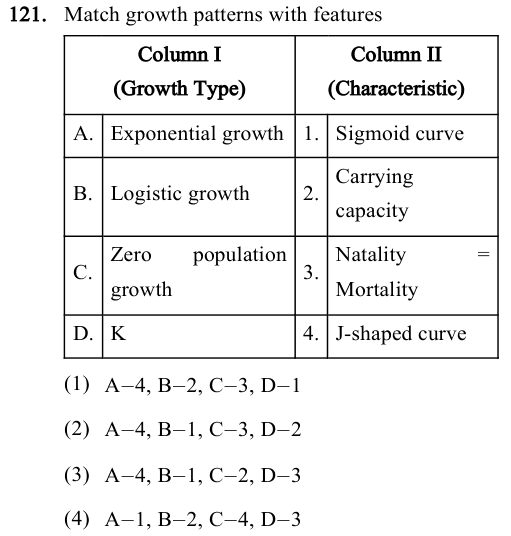 121. Match growth patterns with features
Column I
(Growth Type)
Column II
(Characteristic)
A. Exponential growth 1. Sigmoid curve
B. Logistic growth 2. Carrying
capacity
C. Zero population
growth
3. Natality =
Mortality
D. K 4. J-shaped curve
(1) A–4, B–2, C–3, D–1
(2) A–4, B–1, C–3, D–2
(3) A–4, B–1, C–2, D–3
(4) A–1, B–2, C–4, D–3